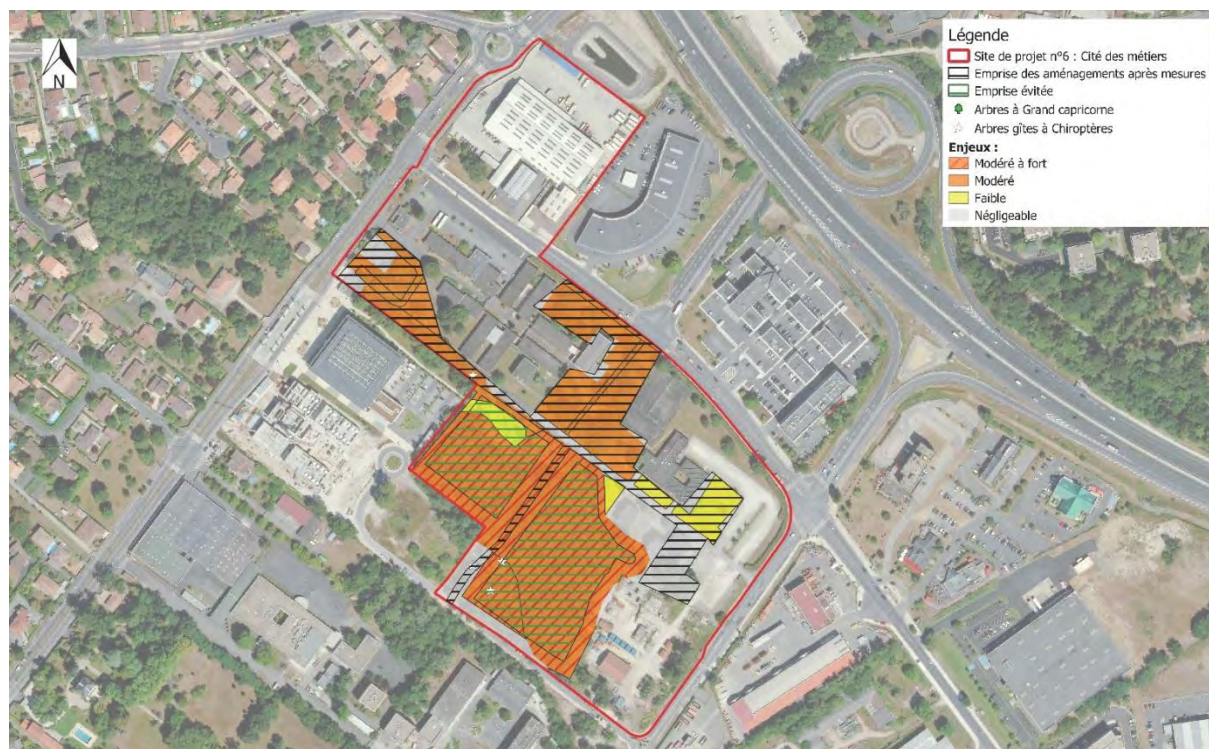 N
Légende
Site de projet n°6 : Cité des métiers
Emprise des aménagements après mesures
Emprise évitée
Arbres à Grand capricorne
Arbres gîtes à Chiroptères
Enjeux :
Modéré à fort
Modéré
Faible
Négligeable